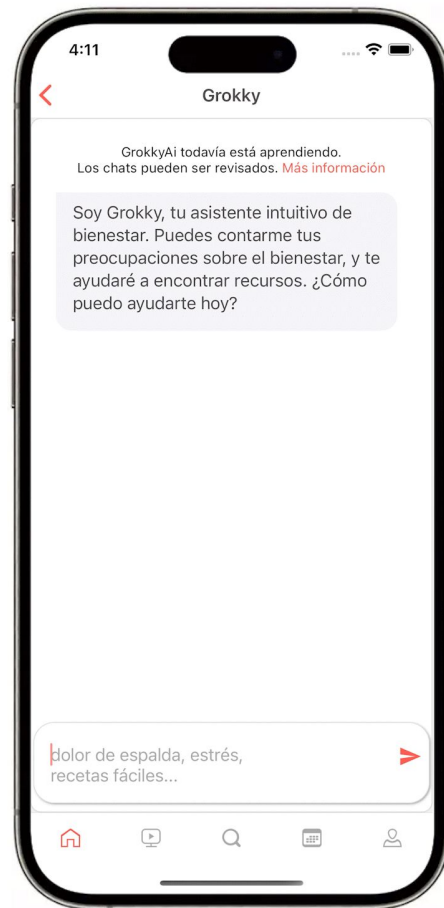 4:11
Grokky
GrokkyAi todavía está aprendiendo.
Los chats pueden ser revisados. Más información
Soy Grokky, tu asistente intuitivo de
bienestar. Puedes contarme tus
preocupaciones sobre el bienestar, y te
ayudaré a encontrar recursos. ¿Cómo
puedo ayudarte hoy?
dolor de espalda, estrés,
recetas fáciles...